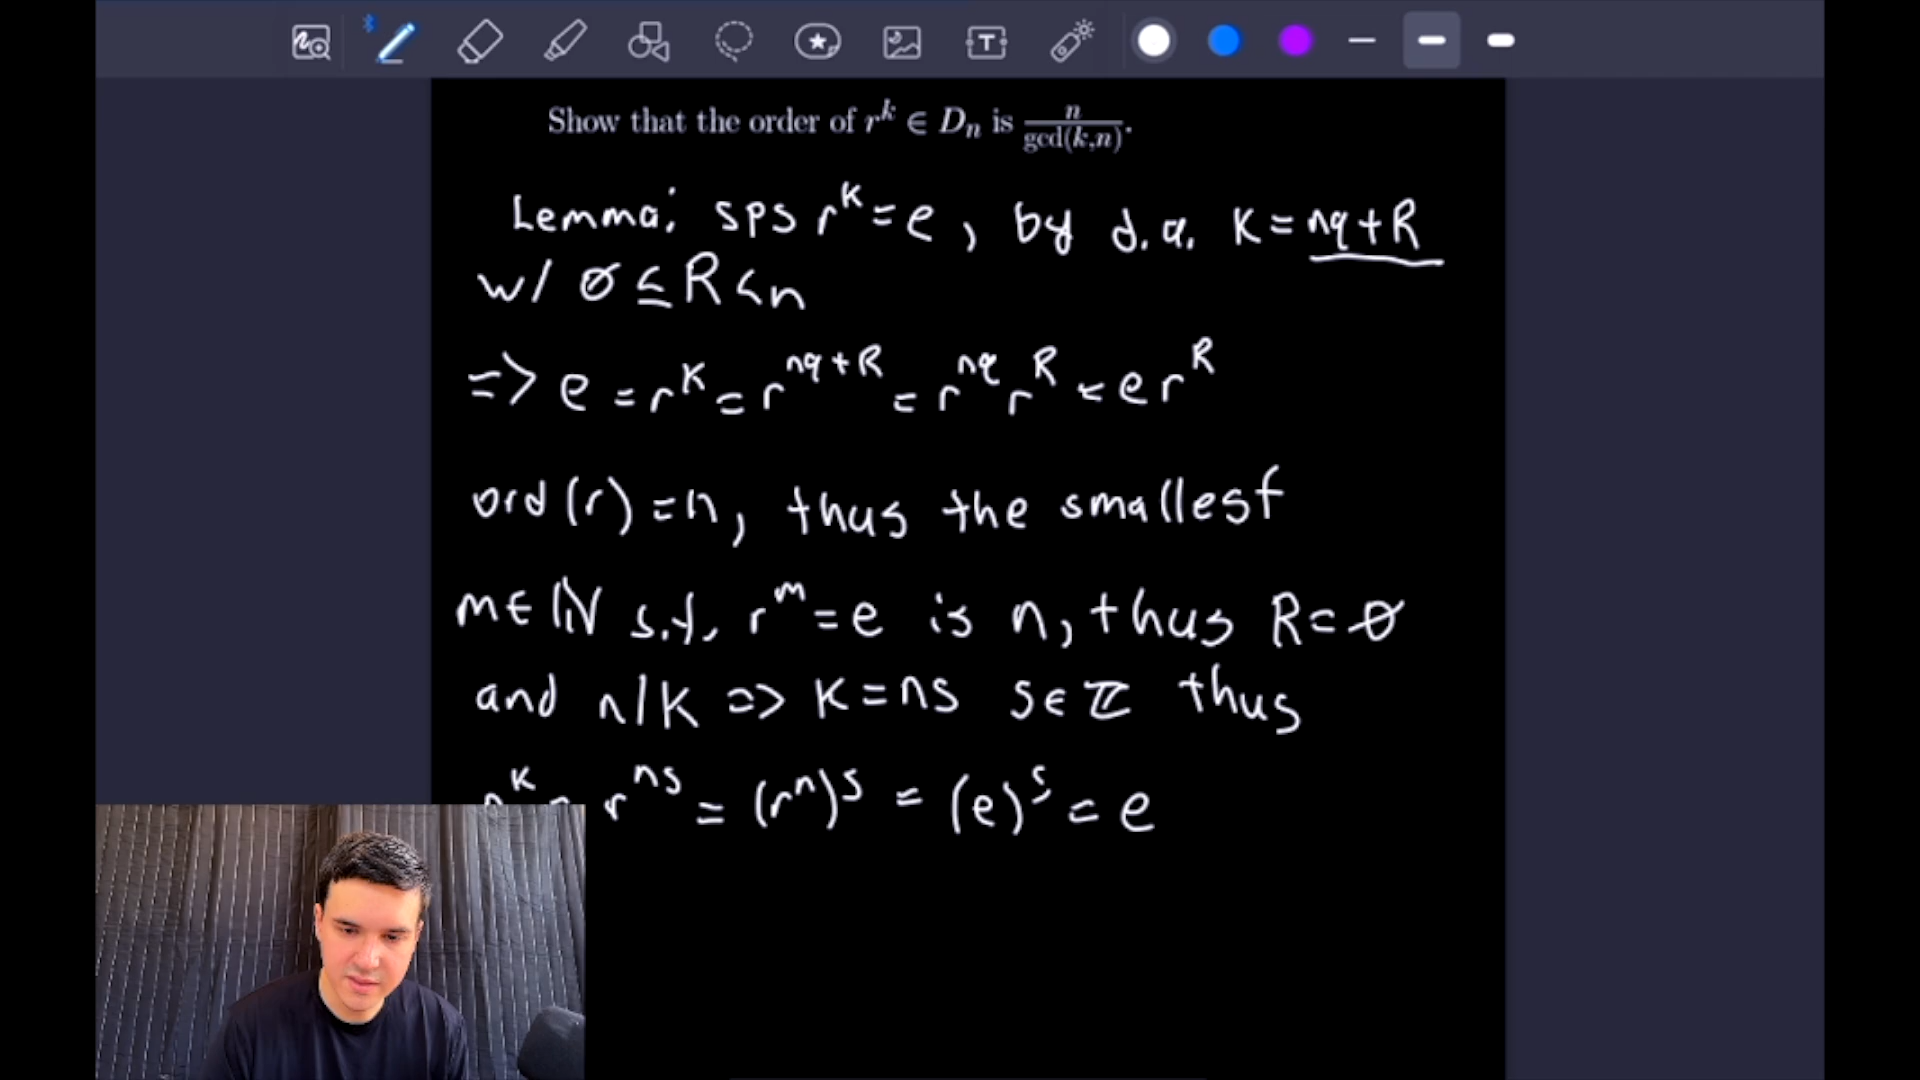 Show that the order of r^k ∈ D_n is n/gcd(k,n).
Lemma: sps r^k = e, by d.a. k = nq + R
w/ 0 ≤ R < n
=> e = r^k = r^{nq+R} = r^{nq} r^R = e r^R
ord(r) = n, thus the smallest
m ∈ ℕ s.t. r^m = e is n, thus R = 0
and n|k => k = ns s ∈ ℤ thus
r^k = r^{ns} = (r^n)^s = (e)^s = e